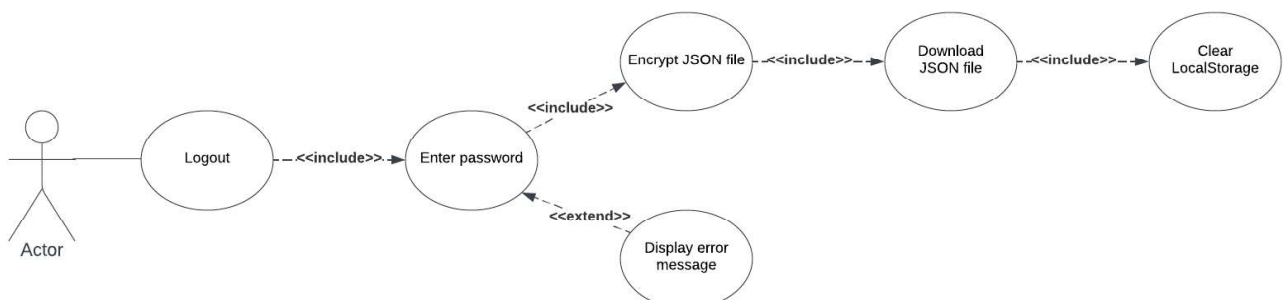 Encrypt JSON file
<<include>>
Download
JSON file
<<include>>
Clear
LocalStorage
<<include>>
Logout
<<include>>
Enter password
<<extend>>
Display error
message
Actor